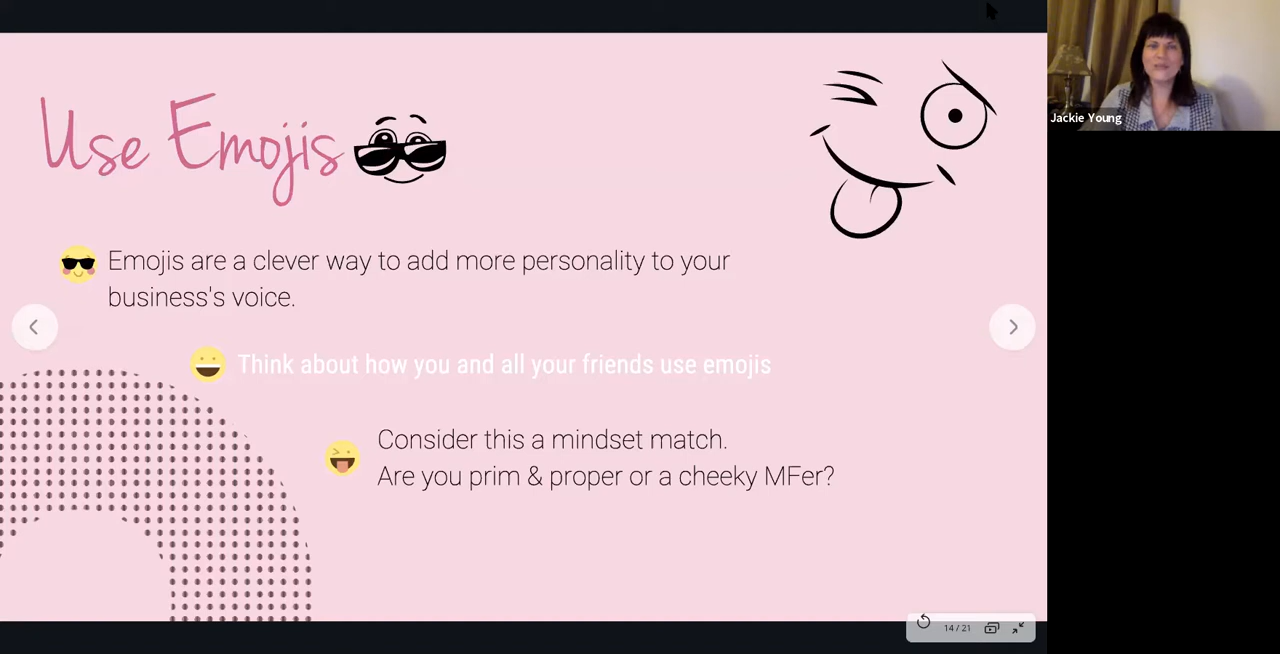 Use Emojis
Jackie Young
Emojis are a clever way to add more personality to your
business's voice.
Think about how you and all your friends use emojis
Consider this a mindset match.
Are you prim & proper or a cheeky MFer?
14 / 21